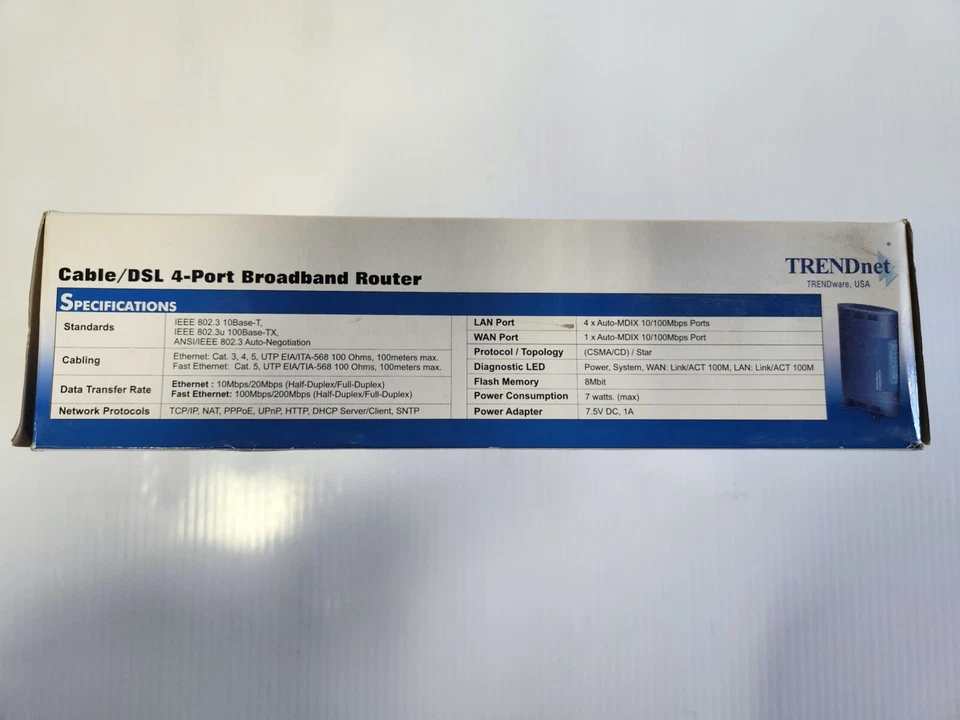 Cable/DSL 4-Port Broadband Router
TRENDnet
TRENDware, USA
SPECIFICATIONS
Standards
IEEE 802.3 10Base-T,
IEEE 802.3u 100Base-TX,
ANSI/IEEE 802.3 Auto-Negotiation
Cabling
Ethernet: Cat. 3, 4, 5, UTP EIA/ITA-568 100 Ohms, 100meters max.
Fast Ethernet: Cat. 5, UTP EIA/TIA-568 100 Ohms, 100meters max.
Data Transfer Rate
Ethernet : 10Mbps/20Mbps (Half-Duplex/Full-Duplex)
Fast Ethernet: 100Mbps/200Mbps (Half-Duplex/Full-Duplex)
Network Protocols
TCP/IP, NAT, PPPoE, UPnP, HTTP, DHCP Server/Client, SNTP
LAN Port
4 x Auto-MDIX 10/100Mbps Ports
WAN Port
1 x Auto-MDIX 10/100Mbps Port
Protocol / Topology
(CSMA/CD) / Star
Diagnostic LED
Power, System, WAN: Link/ACT 100M, LAN: Link/ACT 100M
Flash Memory
8Mbit
Power Consumption
7 watts. (max)
Power Adapter
7.5V DC, 1A